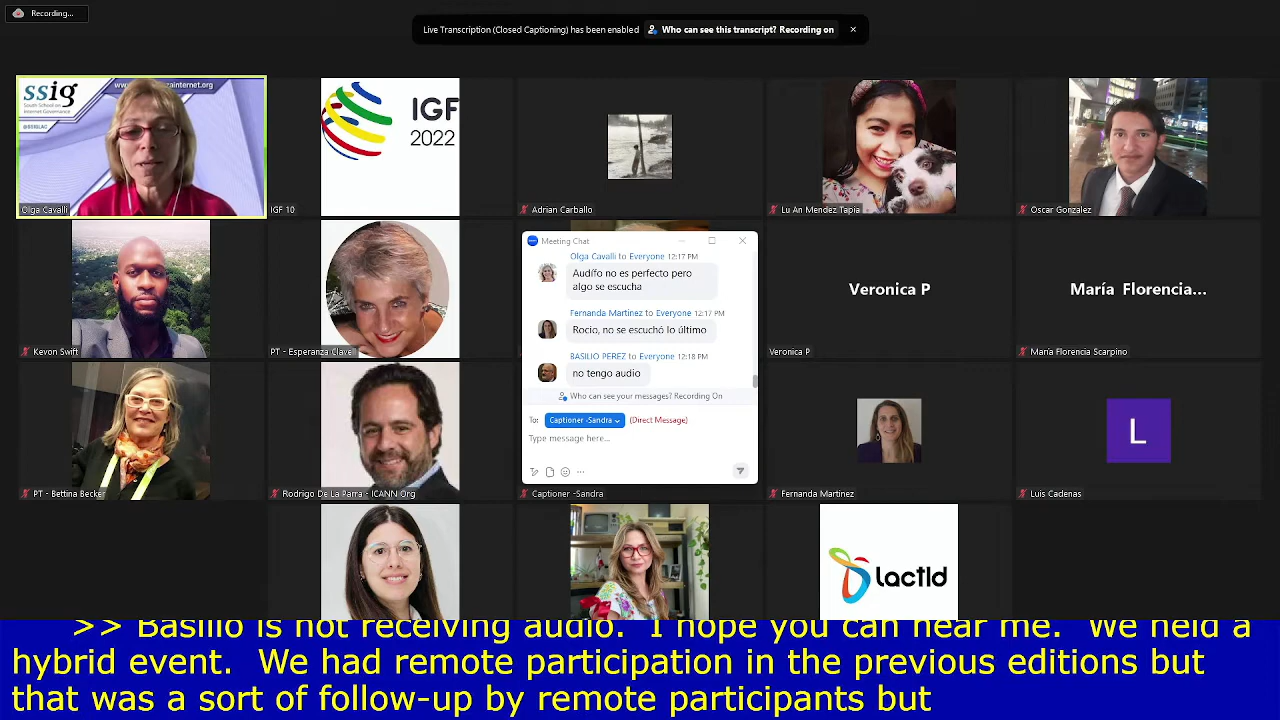 Recording...
Live Transcription (Closed Captioning) has been enabled Who can see this transcript? Recording on
ssig
South School on
Internet Governance
@SSIGLAC
Olga Cavalli
IGF
2022
IGF 10
Adrian Carballo
Lu An Mendez Tapia
Oscar Gonzalez
Kevon Swift
PT - Esperanza Clavell
Meeting Chat
Olga Cavalli to Everyone 12:17 PM
Audífo no es perfecto pero
algo se escucha
Fernanda Martinez to Everyone 12:17 PM
Rocio, no se escuchó lo último
BASILIO PEREZ to Everyone 12:18 PM
no tengo audio
Who can see your messages? Recording On
To: Captioner -Sandra (Direct Message)
Type message here...
Veronica P
Veronica P
María Florencia...
María Florencia Scarpino
PT - Bettina Becker
Rodrigo De La Parra - ICANN Org
Captioner -Sandra
Fernanda Martinez
L
Luis Cadenas
lactld
>> Basilio is not receiving audio. I hope you can hear me. We held a
hybrid event. We had remote participation in the previous editions but
that was a sort of follow-up by remote participants but